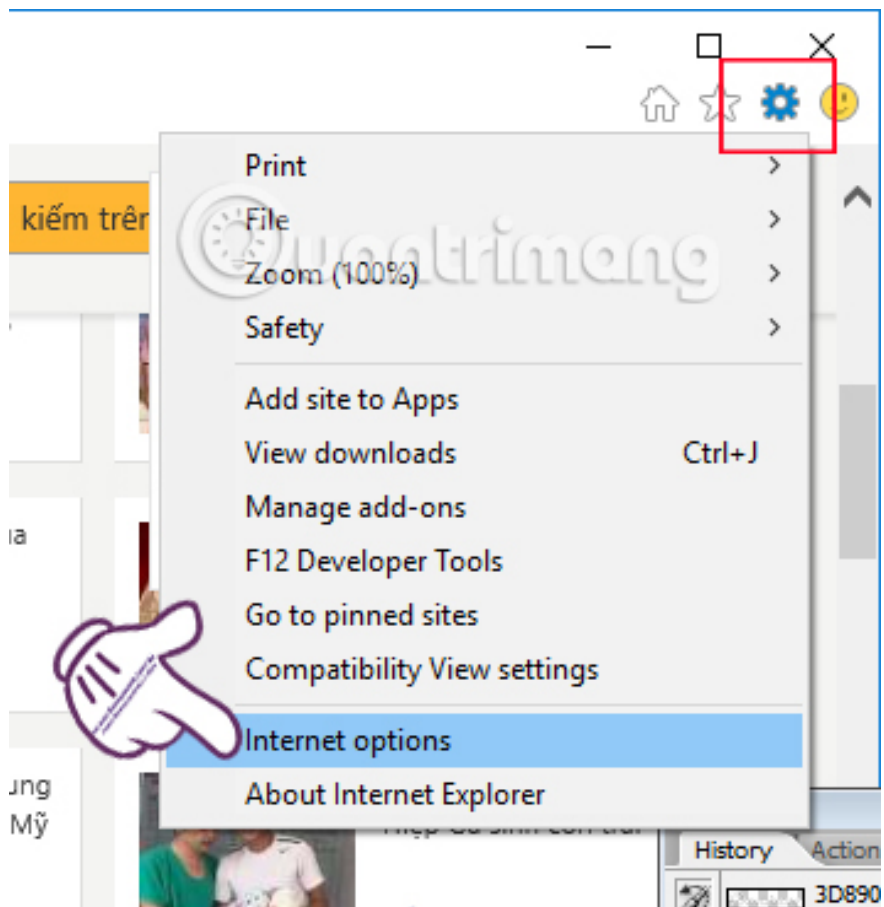 kiếm trên
Print
File
Quantrimang
Zoom (100%)
Safety
Add site to Apps
View downloads Ctrl+J
Manage add-ons
F12 Developer Tools
Go to pinned sites
Compatibility View settings
Internet options
About Internet Explorer
ung
Mỹ
History Action
3D890